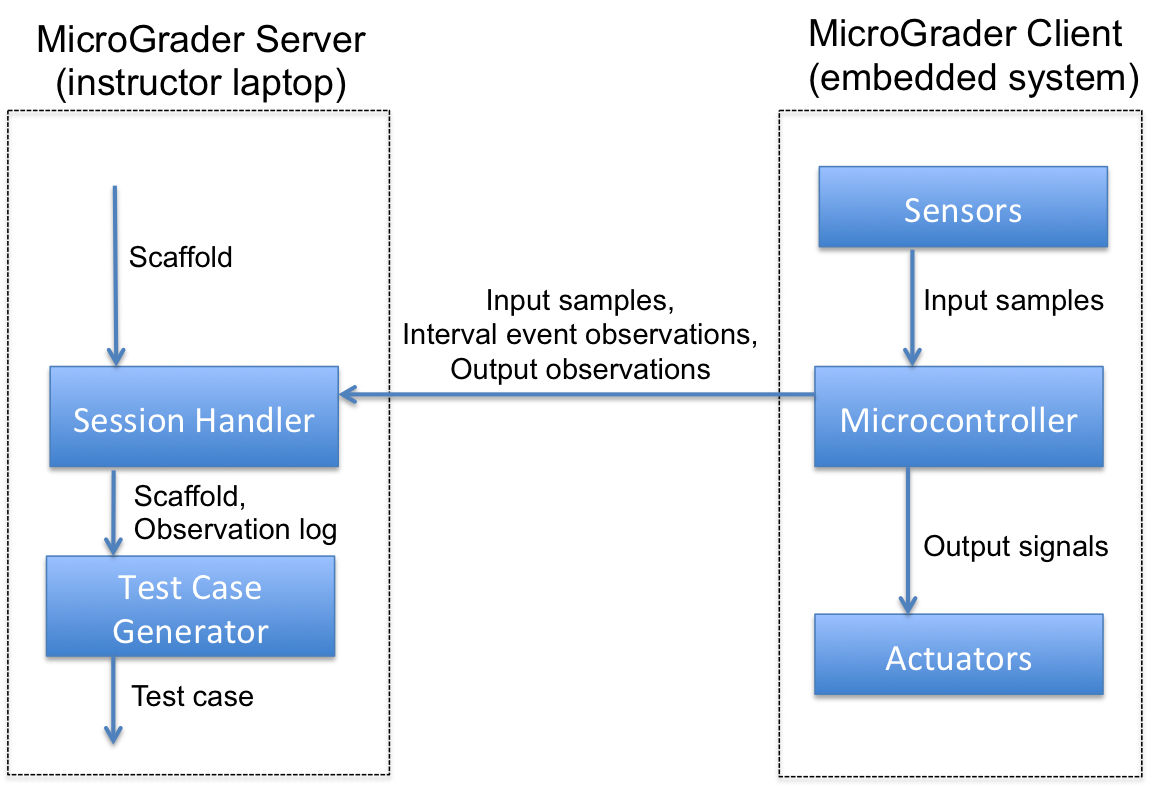 MicroGrader Server
(instructor laptop)
MicroGrader Client
(embedded system)
Scaffold
Session Handler
Scaffold,
Observation log
Test Case
Generator
Test case
Input samples,
Interval event observations,
Output observations
Sensors
Input samples
Microcontroller
Output signals
Actuators